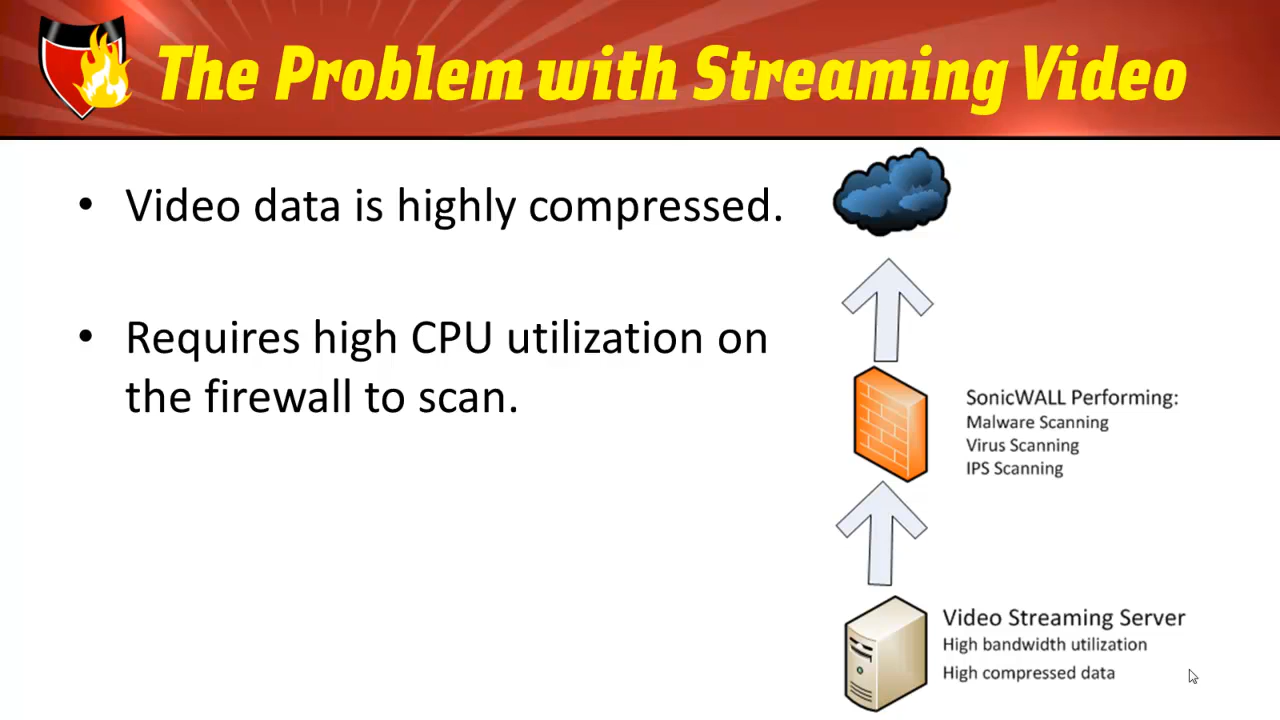 The Problem with Streaming Video
• Video data is highly compressed.
• Requires high CPU utilization on
the firewall to scan.
SonicWALL Performing:
Malware Scanning
Virus Scanning
IPS Scanning
Video Streaming Server
High bandwidth utilization
High compressed data